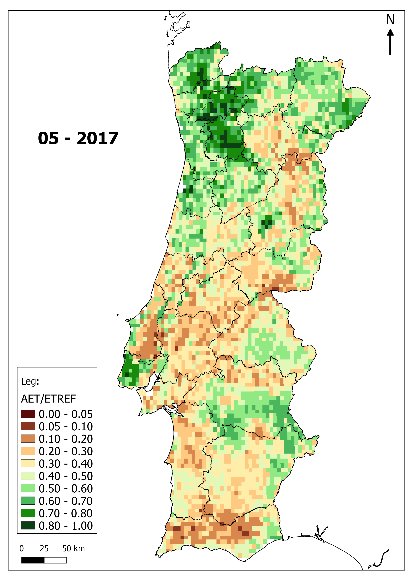 N
05 - 2017
Leg:
AET/ETREF
0.00 - 0.05
0.05 - 0.10
0.10 - 0.20
0.20 - 0.30
0.30 - 0.40
0.40 - 0.50
0.50 - 0.60
0.60 - 0.70
0.70 - 0.80
0.80 - 1.00
0 25 50 km